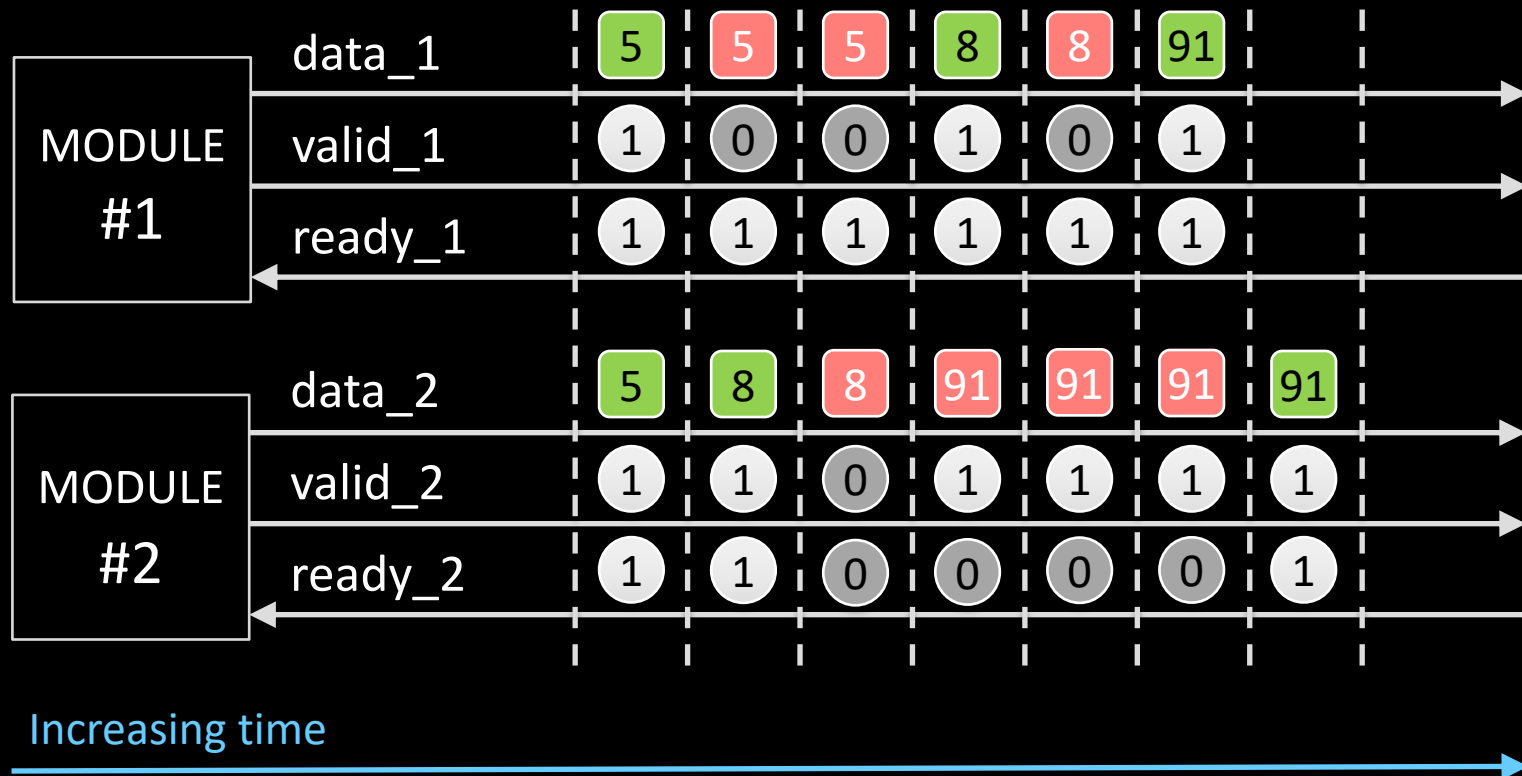 data_1 5 5 5 8 8 91
MODULE
#1
valid_1 1 0 0 1 0 1
ready_1 1 1 1 1 1 1
data_2 5 8 8 91 91 91 91
MODULE
#2
valid_2 1 1 0 1 1 1 1
ready_2 1 1 0 0 0 0 1
Increasing time